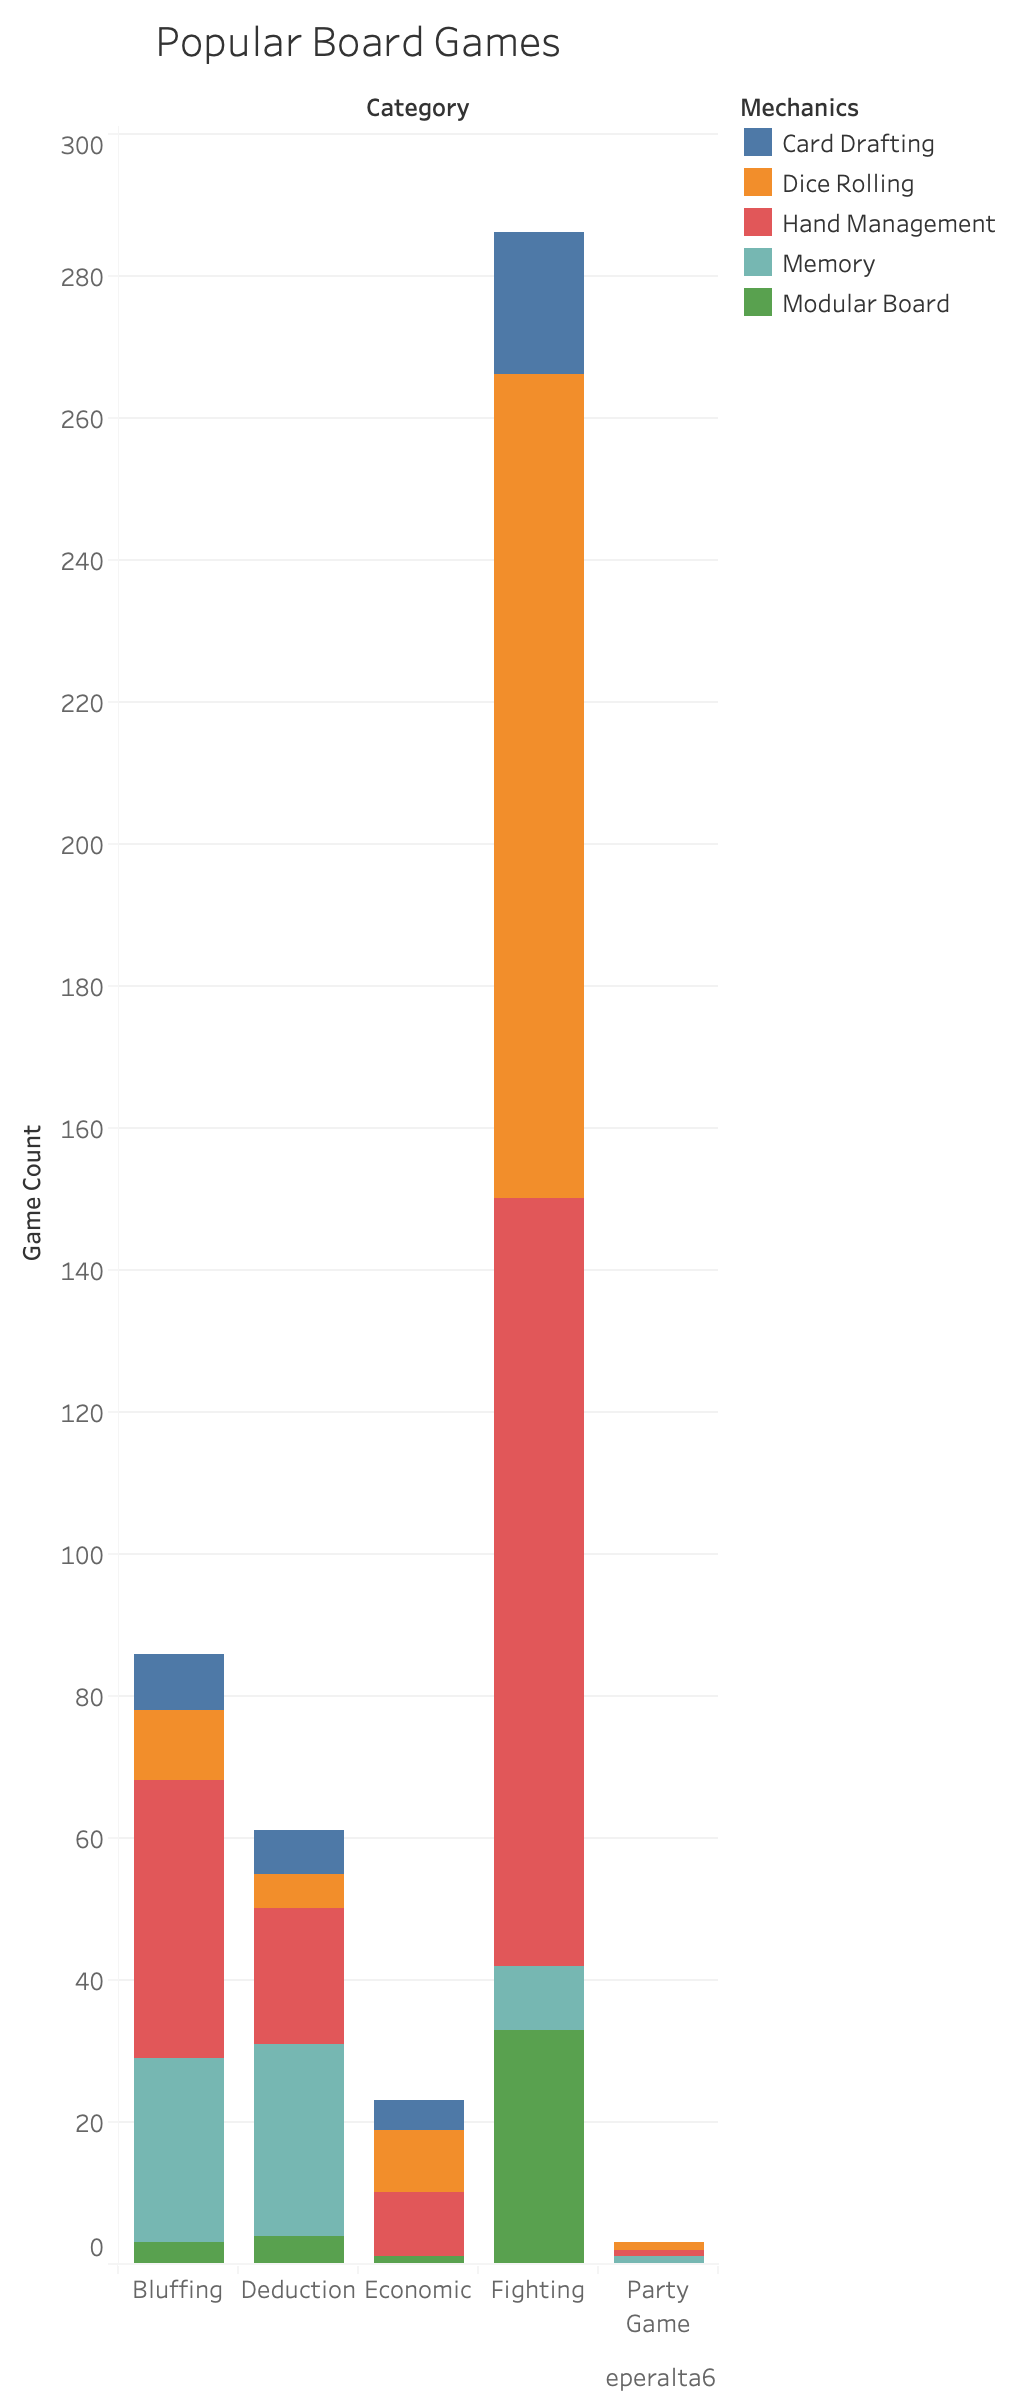 Popular Board Games
Category
Mechanics
Card Drafting
Dice Rolling
Hand Management
Memory
Modular Board
Game Count
300
280
260
240
220
200
180
160
140
120
100
80
60
40
20
0
Bluffing
Deduction
Economic
Fighting
Party
Game
eperalta6